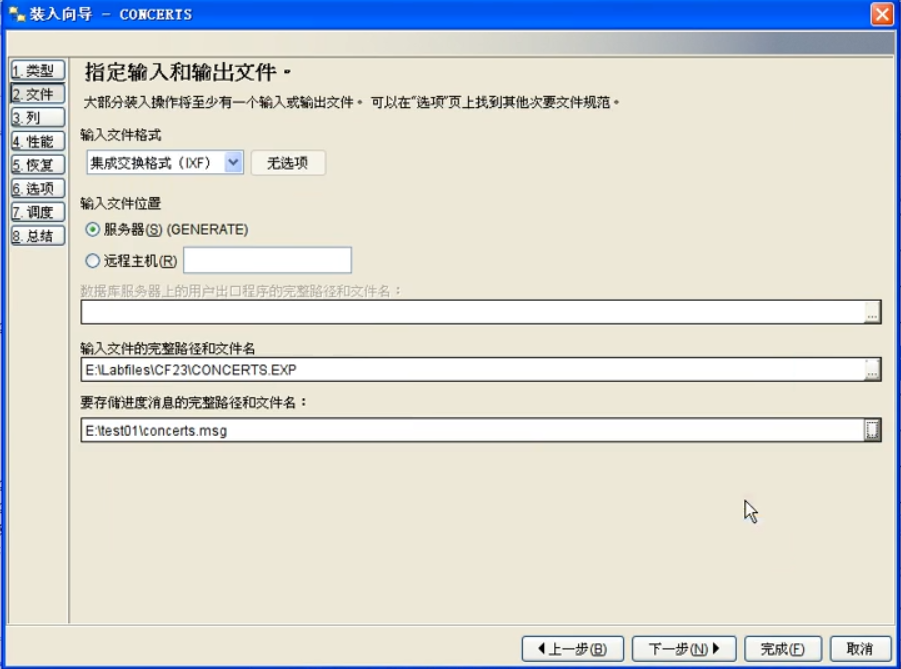 装入向导 - CONCERTS
1.类型
2.文件
3.列
4.性能
5.恢复
6.选项
7.调度
8.总结
指定输入和输出文件。
大部分装入操作将至少有一个输入或输出文件。 可以在“选项”页上找到其他次要文件规范。
输入文件格式
集成交换格式（IXF）
无选项
输入文件位置
服务器(S) (GENERATE)
远程主机(R)
数据库服务器上的用户出口程序的完整路径和文件名：
...
输入文件的完整路径和文件名
E:\Labfiles\CF23\CONCERTS.EXP
...
要存储进度消息的完整路径和文件名：
E:\test01\concerts.msg
...
上一步(B)
下一步(N)
完成(F)
取消